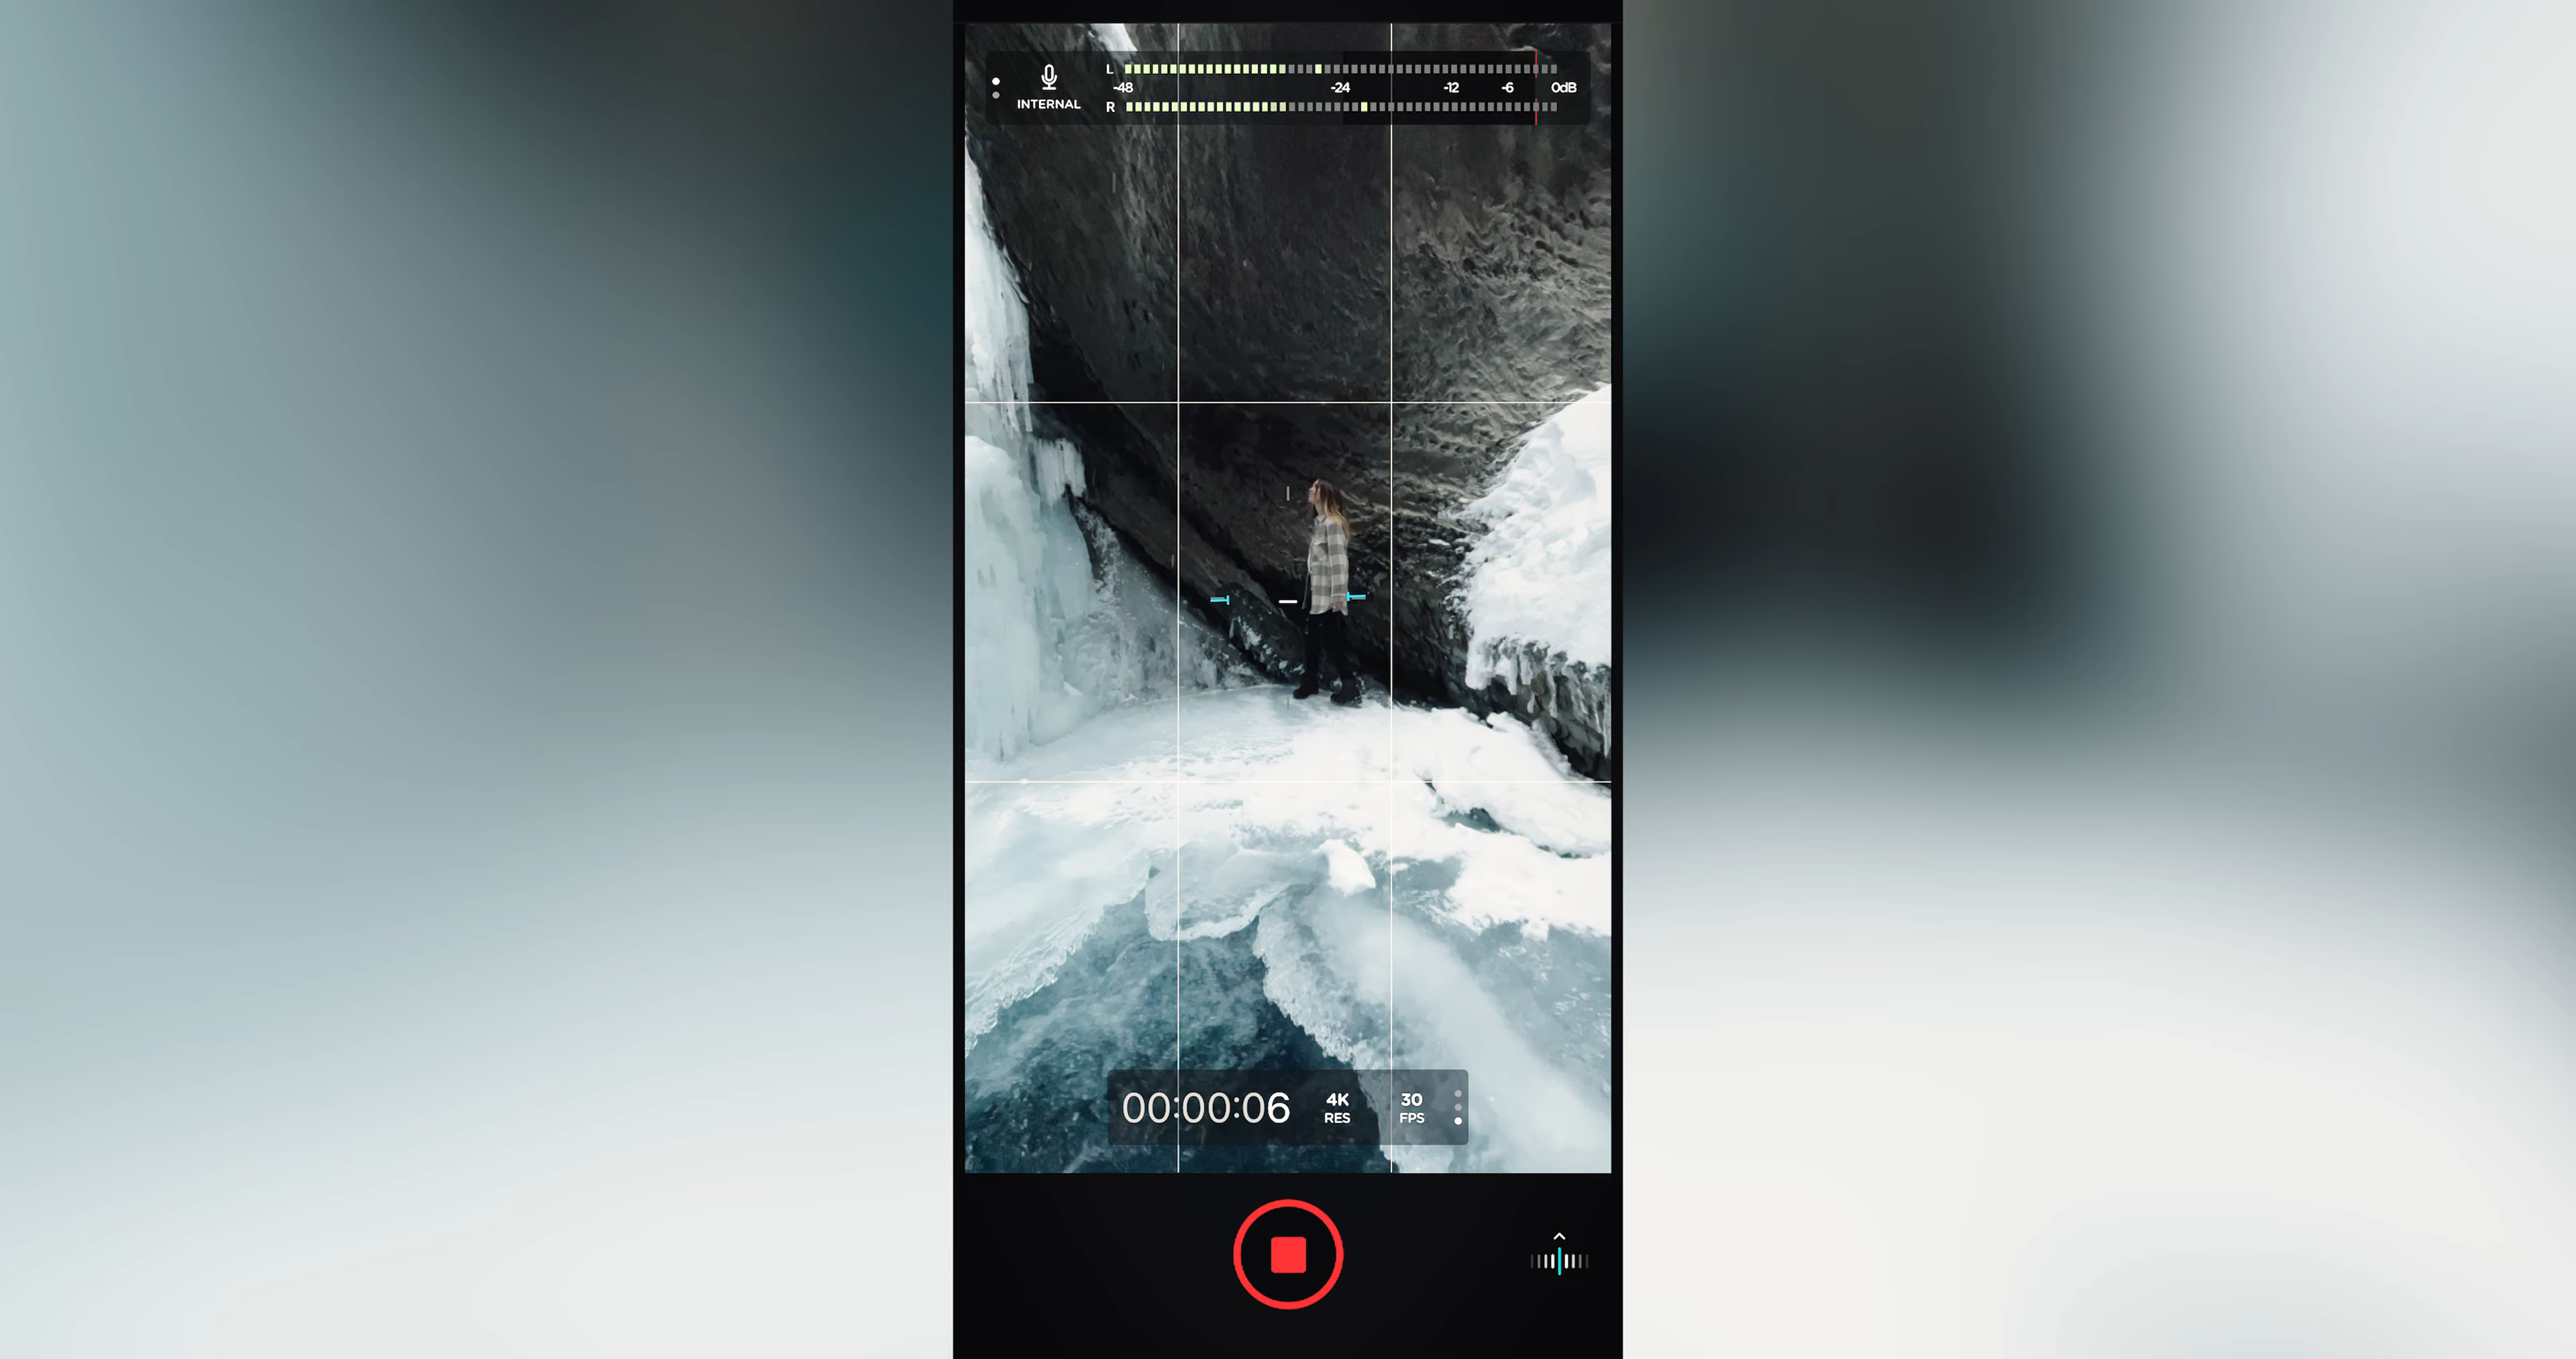 L
-48 -24 -12 -6 0dB
INTERNAL
R
00:00:06
4K
RES
30
FPS